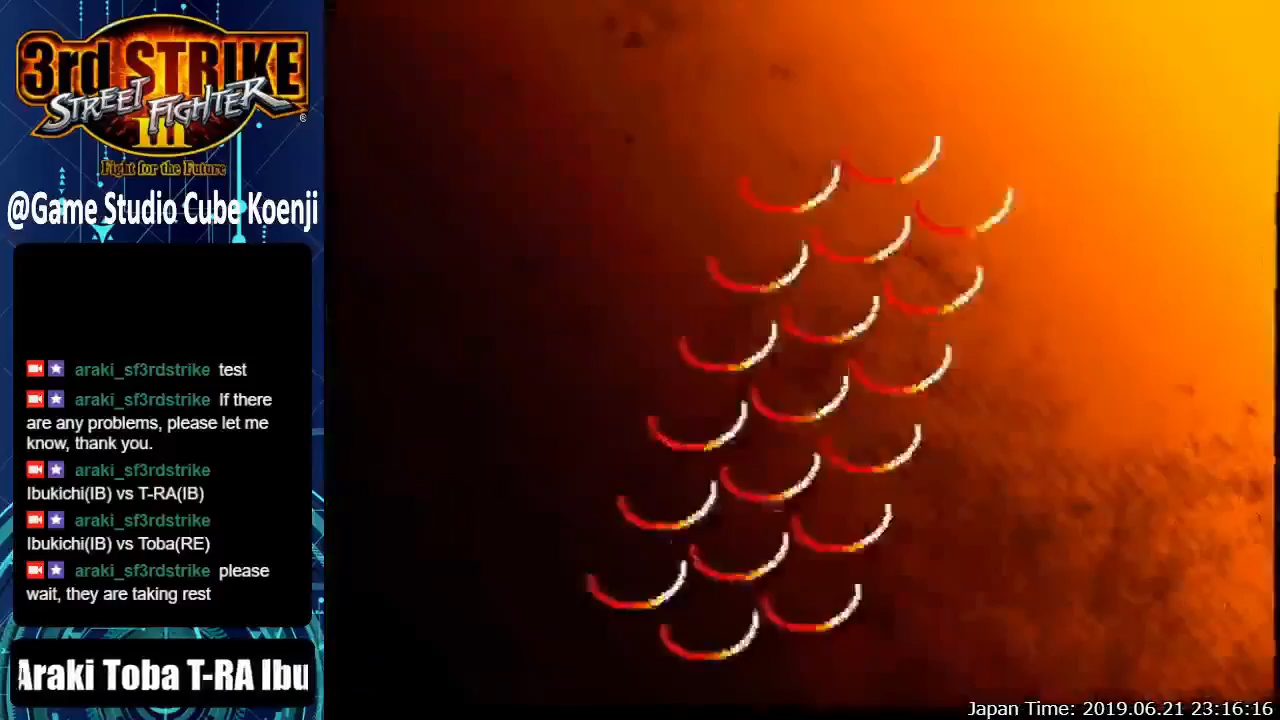 3rd STRIKE
STREET FIGHTER
III
®
Fight for the Future
@Game Studio Cube Koenji
araki_sf3rdstrike test
araki_sf3rdstrike If there
are any problems, please let me
know, thank you.
araki_sf3rdstrike
Ibukichi(IB) vs T-RA(IB)
araki_sf3rdstrike
Ibukichi(IB) vs Toba(RE)
araki_sf3rdstrike please
wait, they are taking rest
Araki Toba T-RA Ibu
Japan Time: 2019.06.21 23:16:16